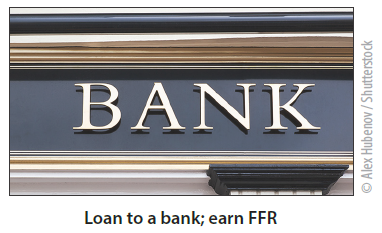 BANK
© Alex Hubenov / Shutterstock
Loan to a bank; earn FFR